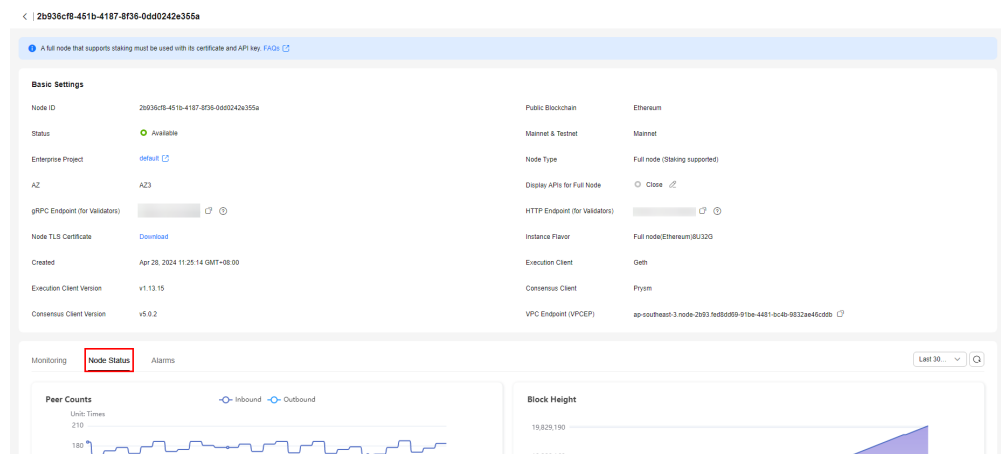 2b936cf8-451b-4187-8f36-0dd0242e355a
A full node that supports staking must be used with its certificate and API key. FAQs
Basic Settings
Node ID 2b936cf8-451b-4187-8f36-0dd0242e355a Public Blockchain Ethereum
Status Available Mainnet & Testnet Mainnet
Enterprise Project default Node Type Full node (Staking supported)
AZ AZ3 Display APIs for Full Node Close
gRPC Endpoint (for Validators) HTTP Endpoint (for Validators)
Node TLS Certificate Download Instance Flavor Full node(Ethereum)8U32G
Created Apr 28, 2024 11:25:14 GMT+08:00 Execution Client Geth
Execution Client Version v1.13.15 Consensus Client Prysm
Consensus Client Version v5.0.2 VPC Endpoint (VPCEP) ap-southeast-3.node-2b93.fed8dd69-91be-4481-bc4b-9832ae46cddb
Monitoring Node Status Alarms Last 30...
Peer Counts Inbound Outbound Block Height
Unit: Times
210 19,829,190
180